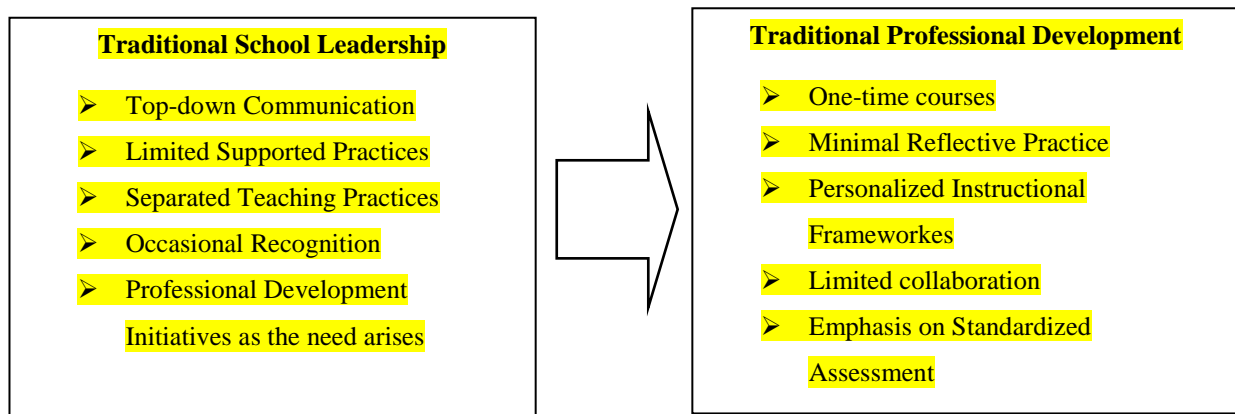 Traditional School Leadership
➢ Top-down Communication
➢ Limited Supported Practices
➢ Separated Teaching Practices
➢ Occasional Recognition
➢ Professional Development
Initiatives as the need arises
Traditional Professional Development
➢ One-time courses
➢ Minimal Reflective Practice
➢ Personalized Instructional
Frameworkes
➢ Limited collaboration
➢ Emphasis on Standardized
Assessment